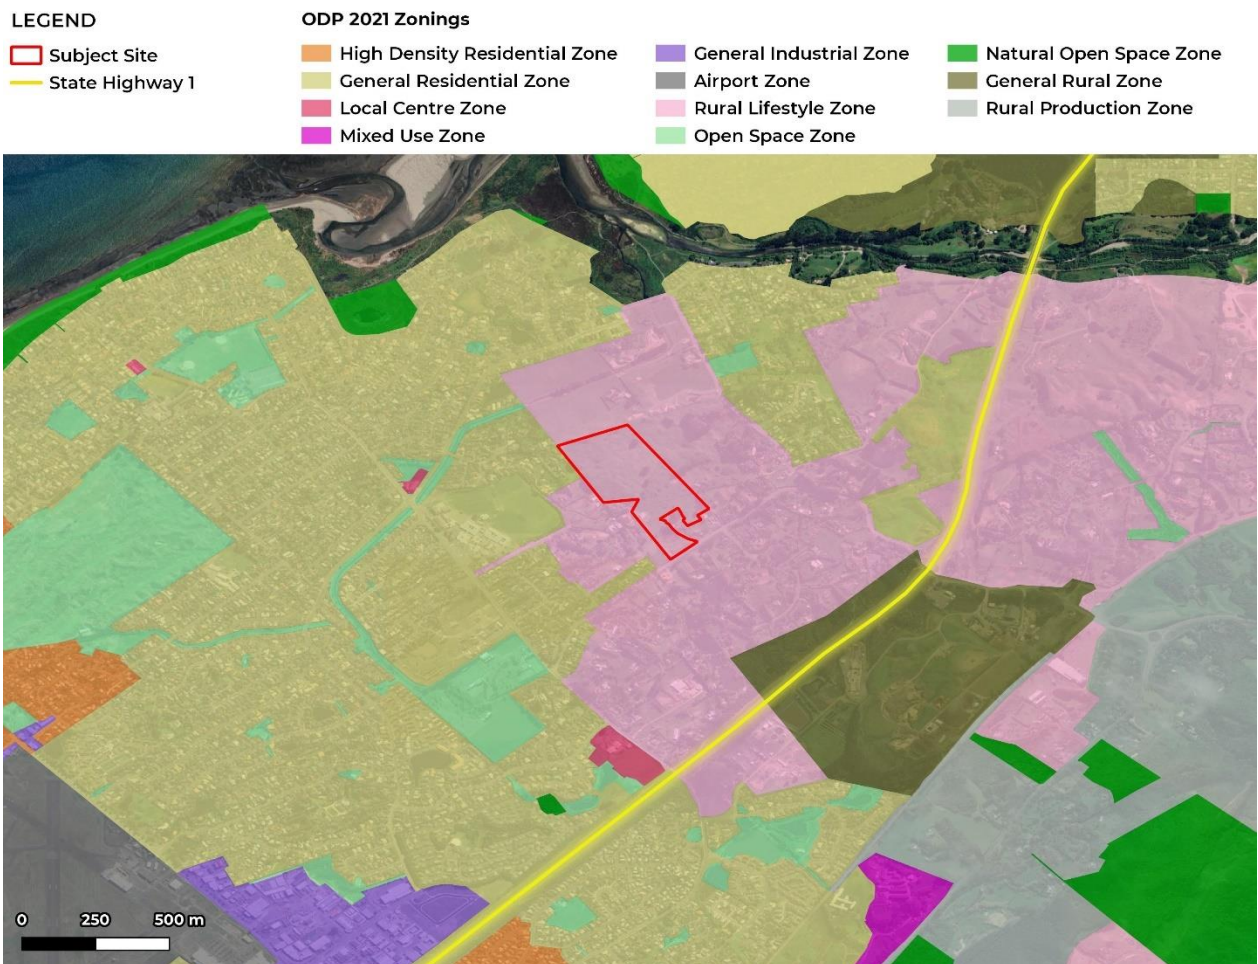 LEGEND
Subject Site
State Highway 1
ODP 2021 Zonings
High Density Residential Zone
General Residential Zone
Local Centre Zone
Mixed Use Zone
General Industrial Zone
Airport Zone
Rural Lifestyle Zone
Open Space Zone
Natural Open Space Zone
General Rural Zone
Rural Production Zone
0 250 500 m